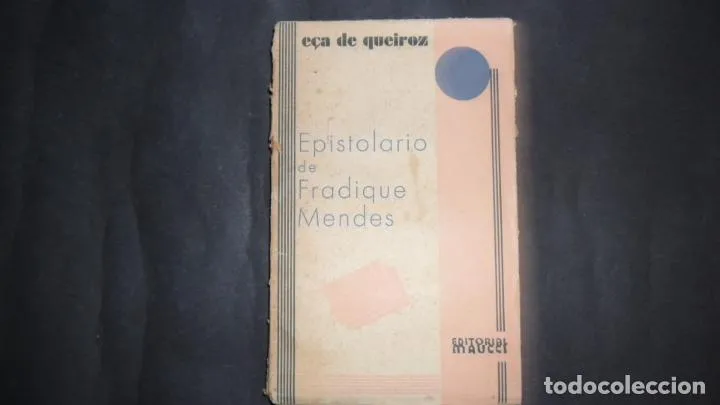 eça de queiroz
Epistolario
de
Fradique
Mendes
EDITORIAL
MAUCCI
todocoleccion